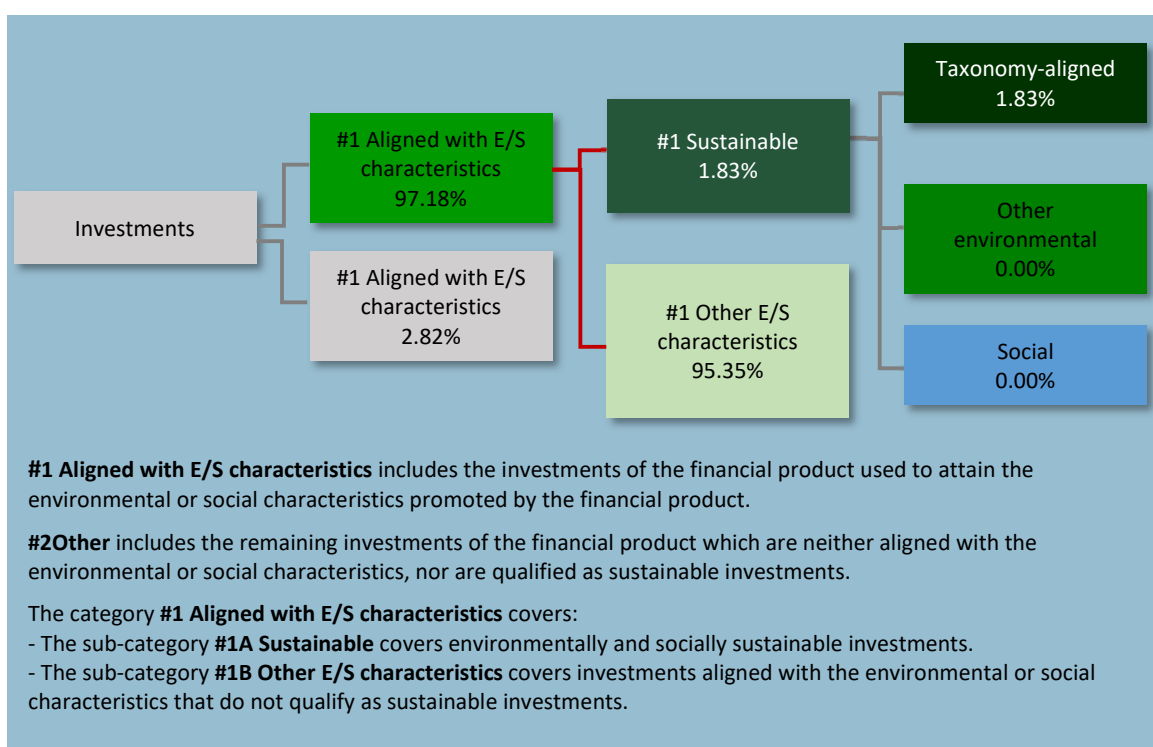 Investments
#1 Aligned with E/S
characteristics
97.18%
#1 Aligned with E/S
characteristics
2.82%
#1 Sustainable
1.83%
#1 Other E/S
characteristics
95.35%
Taxonomy-aligned
1.83%
Other
environmental
0.00%
Social
0.00%
#1 Aligned with E/S characteristics includes the investments of the financial product used to attain the
environmental or social characteristics promoted by the financial product.
#2Other includes the remaining investments of the financial product which are neither aligned with the
environmental or social characteristics, nor are qualified as sustainable investments.
The category #1 Aligned with E/S characteristics covers:
- The sub-category #1A Sustainable covers environmentally and socially sustainable investments.
- The sub-category #1B Other E/S characteristics covers investments aligned with the environmental or social
characteristics that do not qualify as sustainable investments.